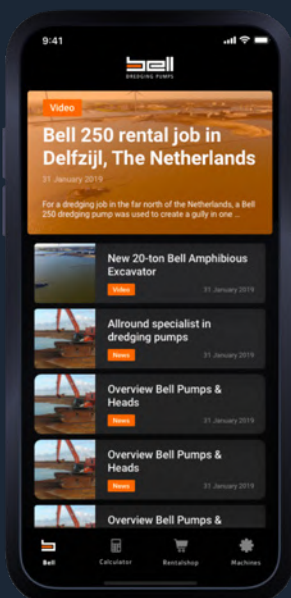 9:41
bell
DREDGING PUMPS
Video
Bell 250 rental job in
Delfzijl, The Netherlands
31 January 2019
For a dredging job in the far north of the Netherlands, a Bell
250 dredging pump was used to create a gully in one ...
New 20-ton Bell Amphibious
Excavator
Video
31 January 2019
Allround specialist in
dredging pumps
News
31 January 2019
Overview Bell Pumps &
Heads
News
31 January 2019
Overview Bell Pumps &
Heads
News
31 January 2019
Overview Bell Pumps &
Bell
Calculator
Rentalshop
Machines